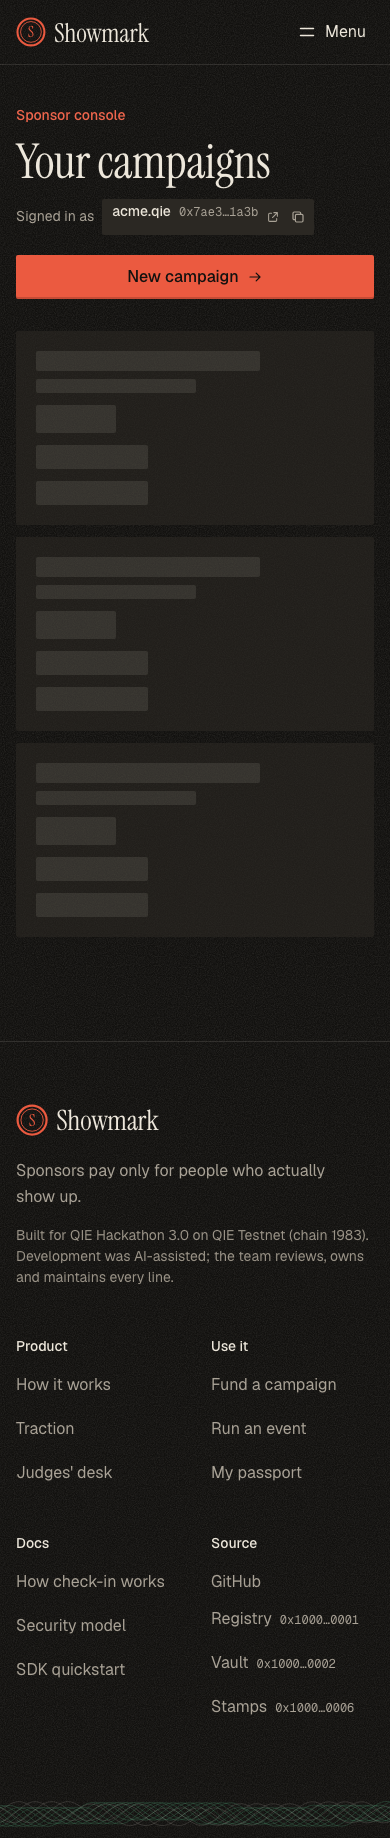 S Showmark
Menu
Sponsor console
Your campaigns
Signed in as acme.qie 0x7ae3…1a3b
New campaign →
S Showmark
Sponsors pay only for people who actually
show up.
Built for QIE Hackathon 3.0 on QIE Testnet (chain 1983).
Development was AI-assisted; the team reviews, owns
and maintains every line.
Product
How it works
Traction
Judges' desk
Use it
Fund a campaign
Run an event
My passport
Docs
How check-in works
Security model
SDK quickstart
Source
GitHub
Registry 0x1000…0001
Vault 0x1000…0002
Stamps 0x1000…0006